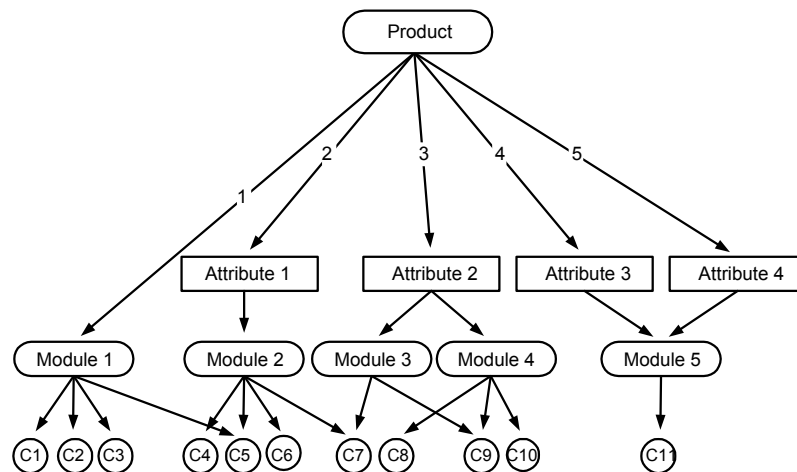 Product
1
2
3
4
5
Attribute 1
Attribute 2
Attribute 3
Attribute 4
Module 1
Module 2
Module 3
Module 4
Module 5
C1
C2
C3
C4
C5
C6
C7
C8
C9
C10
C11